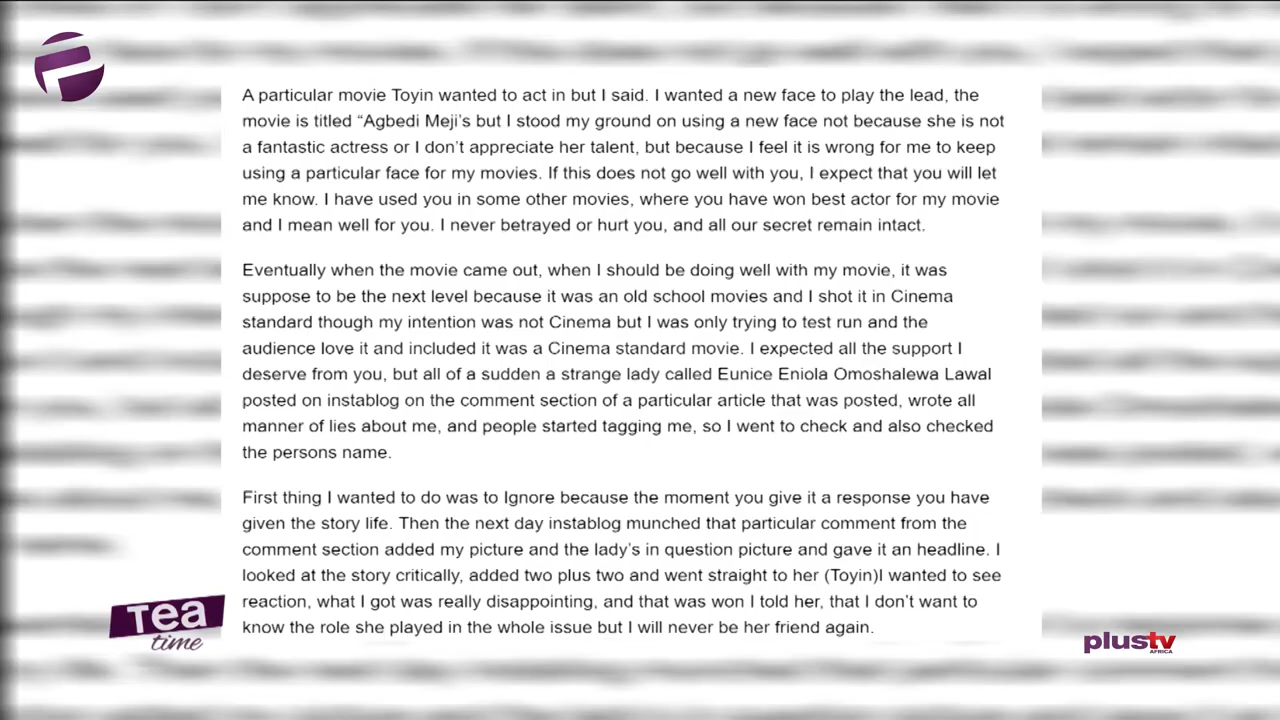 A particular movie Toyin wanted to act in but I said. I wanted a new face to play the lead, the
movie is titled “Agbedi Meji’s but I stood my ground on using a new face not because she is not
a fantastic actress or I don’t appreciate her talent, but because I feel it is wrong for me to keep
using a particular face for my movies. If this does not go well with you, I expect that you will let
me know. I have used you in some other movies, where you have won best actor for my movie
and I mean well for you. I never betrayed or hurt you, and all our secret remain intact.
Eventually when the movie came out, when I should be doing well with my movie, it was
suppose to be the next level because it was an old school movies and I shot it in Cinema
standard though my intention was not Cinema but I was only trying to test run and the
audience love it and included it was a Cinema standard movie. I expected all the support I
deserve from you, but all of a sudden a strange lady called Eunice Eniola Omoshalewa Lawal
posted on instablog on the comment section of a particular article that was posted, wrote all
manner of lies about me, and people started tagging me, so I went to check and also checked
the persons name.
First thing I wanted to do was to Ignore because the moment you give it a response you have
given the story life. Then the next day instablog munched that particular comment from the
comment section added my picture and the lady’s in question picture and gave it an headline. I
looked at the story critically, added two plus two and went straight to her (Toyin)I wanted to see
reaction, what I got was really disappointing, and that was won I told her, that I don’t want to
know the role she played in the whole issue but I will never be her friend again.
Tea
time
plustv
AFRICA